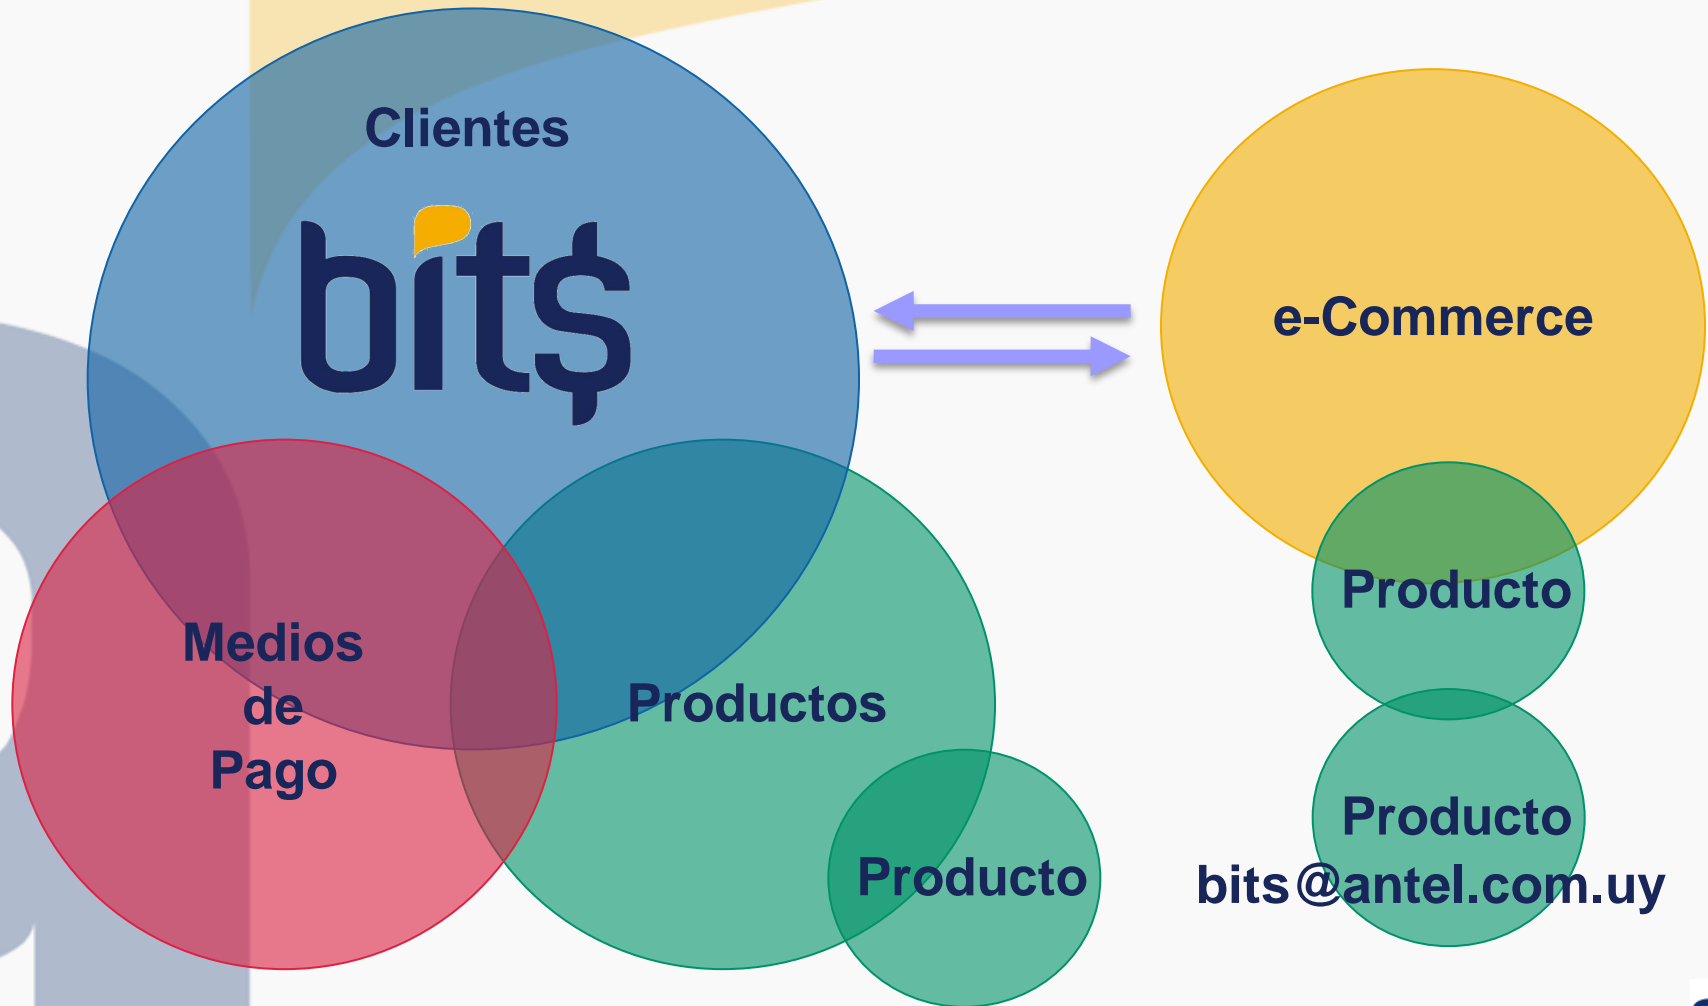 Clientes
bits
e-Commerce
Medios
de
Pago
Productos
Producto
Producto
Producto
bits@antel.com.uy